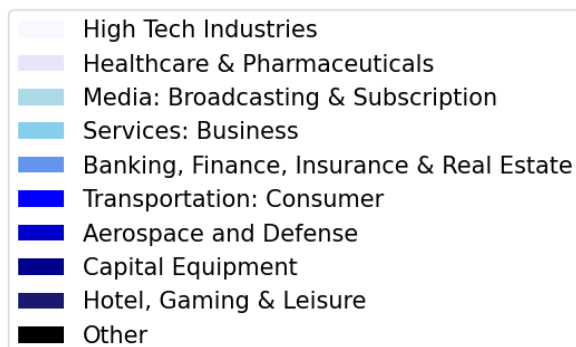 High Tech Industries
Healthcare & Pharmaceuticals
Media: Broadcasting & Subscription
Services: Business
Banking, Finance, Insurance & Real Estate
Transportation: Consumer
Aerospace and Defense
Capital Equipment
Hotel, Gaming & Leisure
Other